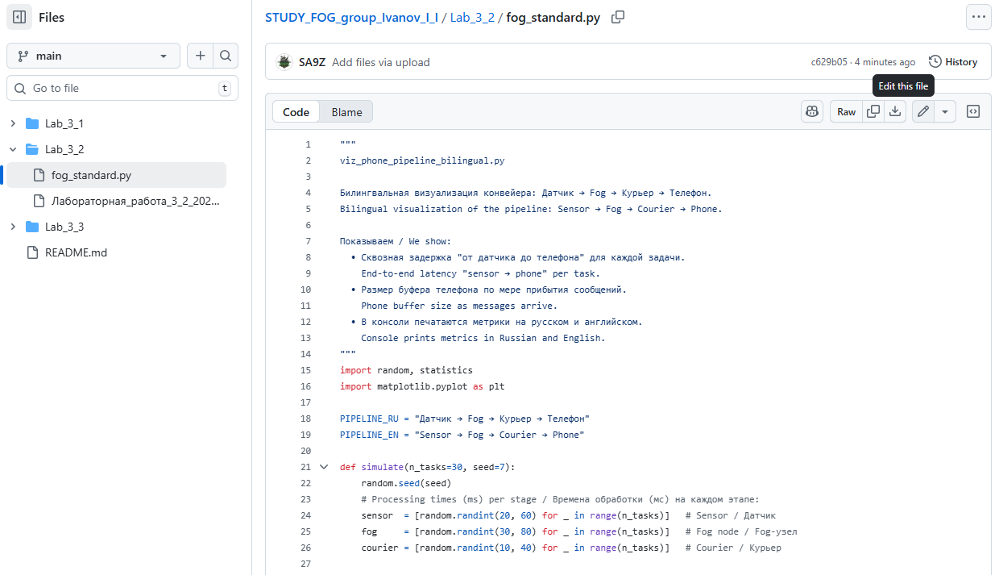 Files
STUDY_FOG_group_Ivanov_I_I / Lab_3_2 / fog_standard.py
main
SA9Z Add files via upload
c629b05 · 4 minutes ago
History
Go to file
t
Edit this file
Code
Blame
Raw
Lab_3_1
Lab_3_2
fog_standard.py
Лабораторная_работа_3_2_202...
Lab_3_3
README.md
1 """
2 viz_phone_pipeline_bilingual.py
3
4 Билингвальная визуализация конвейера: Датчик → Fog → Курьер → Телефон.
5 Bilingual visualization of the pipeline: Sensor → Fog → Courier → Phone.
6
7 Показываем / We show:
8 • Сквозная задержка "от датчика до телефона" для каждой задачи.
9 End-to-end latency "sensor → phone" per task.
10 • Размер буфера телефона по мере прибытия сообщений.
11 Phone buffer size as messages arrive.
12 • В консоли печатаются метрики на русском и английском.
13 Console prints metrics in Russian and English.
14 """
15 import random, statistics
16 import matplotlib.pyplot as plt
17
18 PIPELINE_RU = "Датчик → Fog → Курьер → Телефон"
19 PIPELINE_EN = "Sensor → Fog → Courier → Phone"
20
21 def simulate(n_tasks=30, seed=7):
22 random.seed(seed)
23 # Processing times (ms) per stage / Времена обработки (мс) на каждом этапе:
24 sensor = [random.randint(20, 60) for _ in range(n_tasks)] # Sensor / Датчик
25 fog = [random.randint(30, 80) for _ in range(n_tasks)] # Fog node / Fog-узел
26 courier = [random.randint(10, 40) for _ in range(n_tasks)] # Courier / Курьер
27